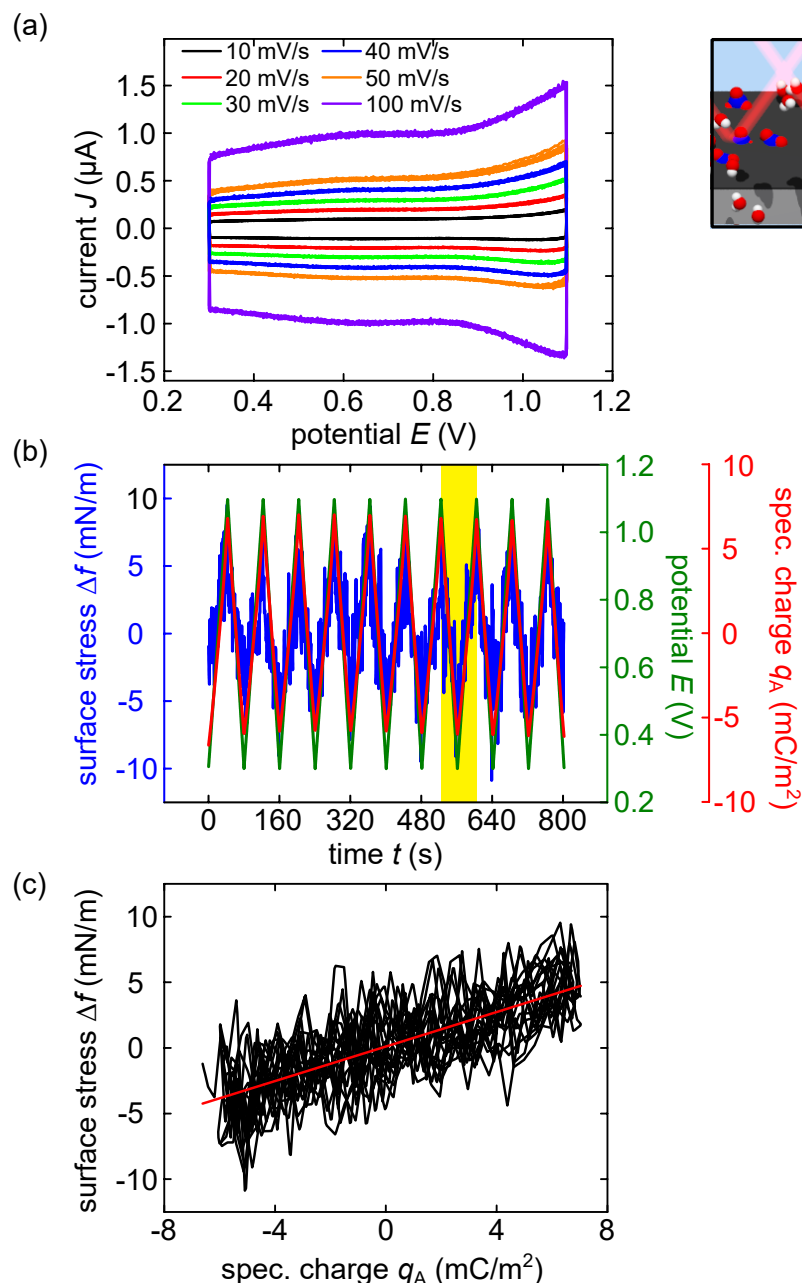 (a)
10 mV/s 40 mV/s
20 mV/s 50 mV/s
30 mV/s 100 mV/s
1.5
1.0
0.5
0.0
-0.5
-1.0
-1.5
current J (μA)
0.2 0.4 0.6 0.8 1.0 1.2
potential E (V)
(b)
10
5
0
-5
-10
surface stress Δf (mN/m)
1.2
1.0
0.8
0.6
0.4
0.2
potential E (V)
10
5
0
-5
-10
spec. charge qA (mC/m²)
0 160 320 480 640 800
time t (s)
(c)
10
5
0
-5
-10
surface stress Δf (mN/m)
-8 -4 0 4 8
spec. charge qA (mC/m²)